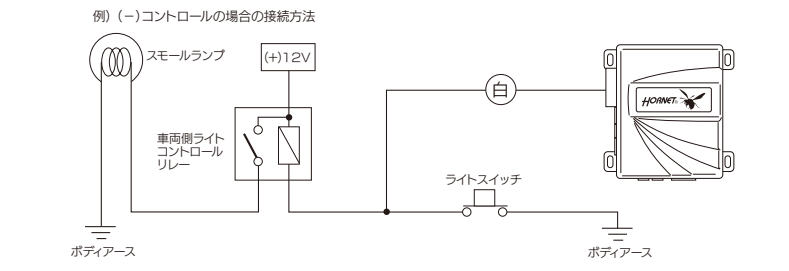 例)（−）コントロールの場合の接続方法
スモールランプ
(+)12V
白
HORNET®
車両側ライト
コントロール
リレー
ライトスイッチ
ボディアース
ボディアース